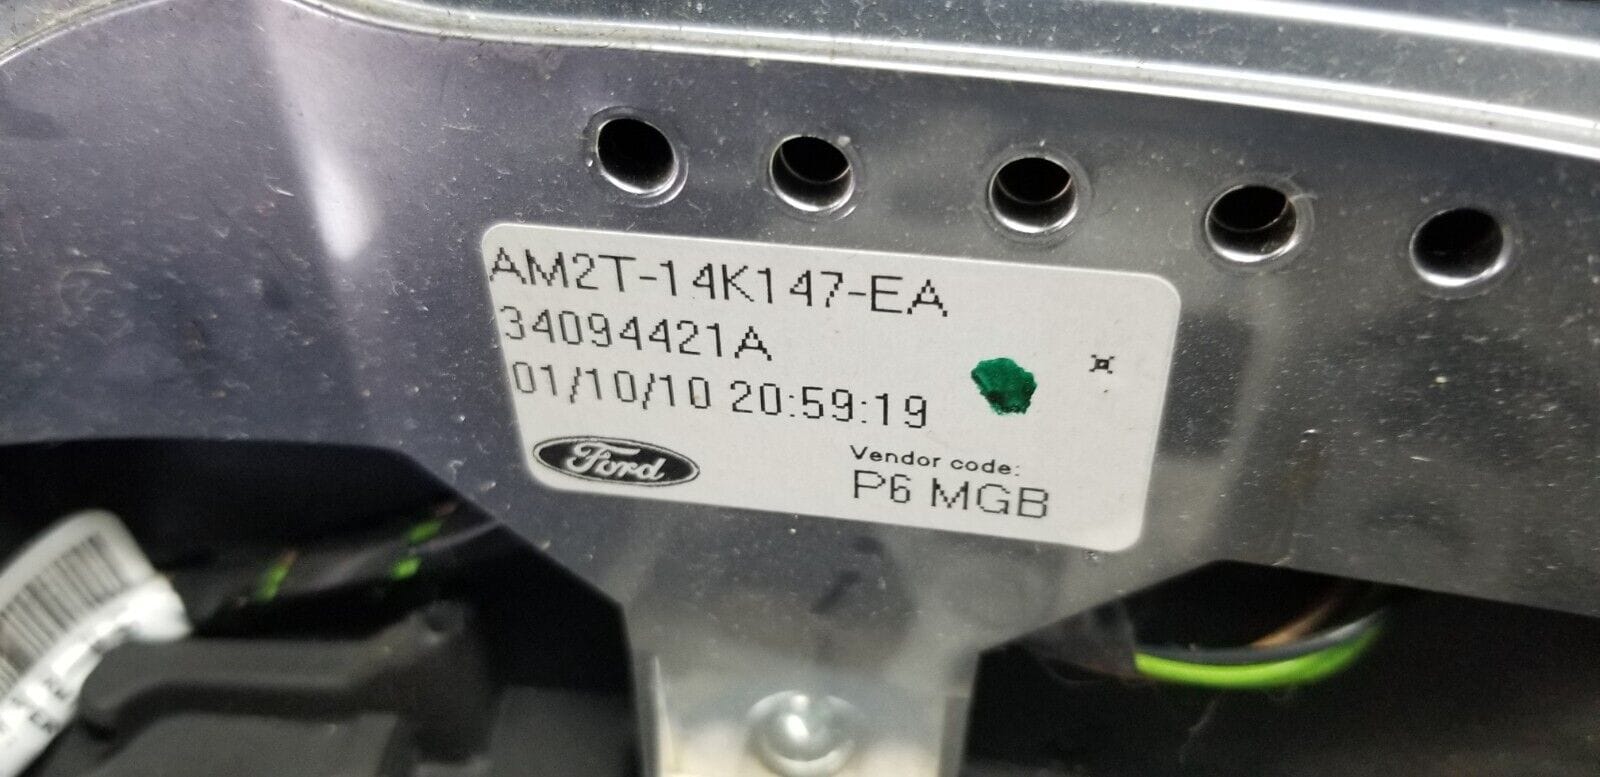 AM2T-14K147-EA
34094421A
01/10/10 20:59:19
Ford
Vendor code:
P6 MGB